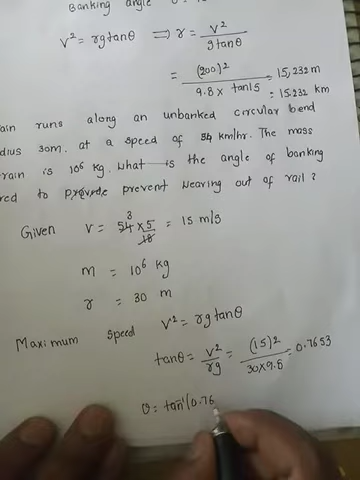 Banking angle θ = 1
V² = rg tanθ ⟹ r = V² / g tanθ
= (200)² / 9.8 × tan15 = 15,232 m
= 15.232 km
ain runs along an unbanked circular bend
dius 30m. at a speed of 54 km/hr. The mass
rain is 10⁶ kg. What is the angle of banking
red to prevent wearing out of rail?
Given V = 54 3 × 5 / 18 = 15 m/s
m = 10⁶ kg
r = 30 m
Maximum speed V² = rg tanθ
tanθ = V² / rg = (15)² / 30×9.8 = 0.7653
θ = tan⁻¹(0.76